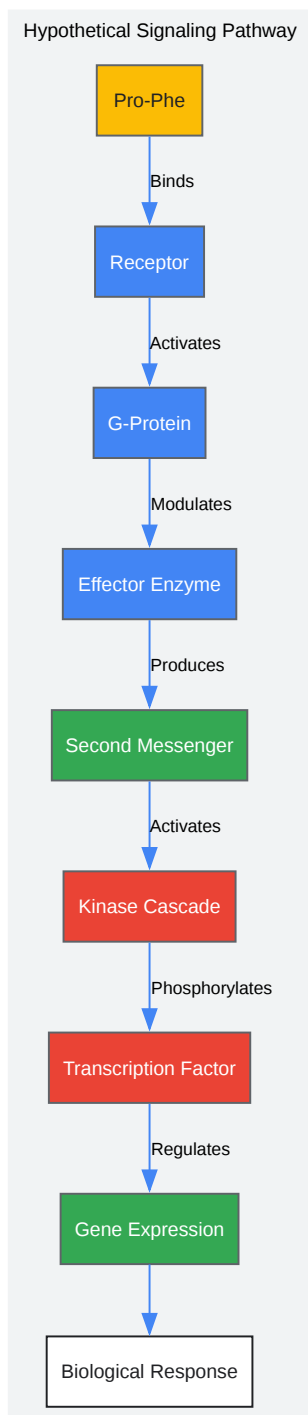 Hypothetical Signaling Pathway
Pro-Phe
Binds
Receptor
Activates
G-Protein
Modulates
Effector Enzyme
Produces
Second Messenger
Activates
Kinase Cascade
Phosphorylates
Transcription Factor
Regulates
Gene Expression
Biological Response